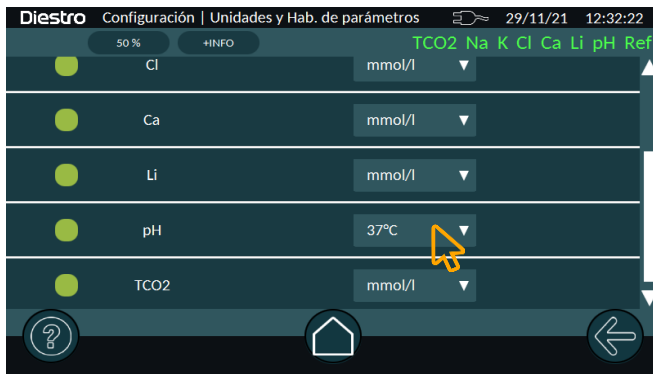 Diestro Configuración | Unidades y Hab. de parámetros 29/11/21 12:32:22
50 % +INFO TCO2 Na K Cl Ca Li pH Ref
Cl mmol/l
Ca mmol/l
Li mmol/l
pH 37ºC
TCO2 mmol/l
?